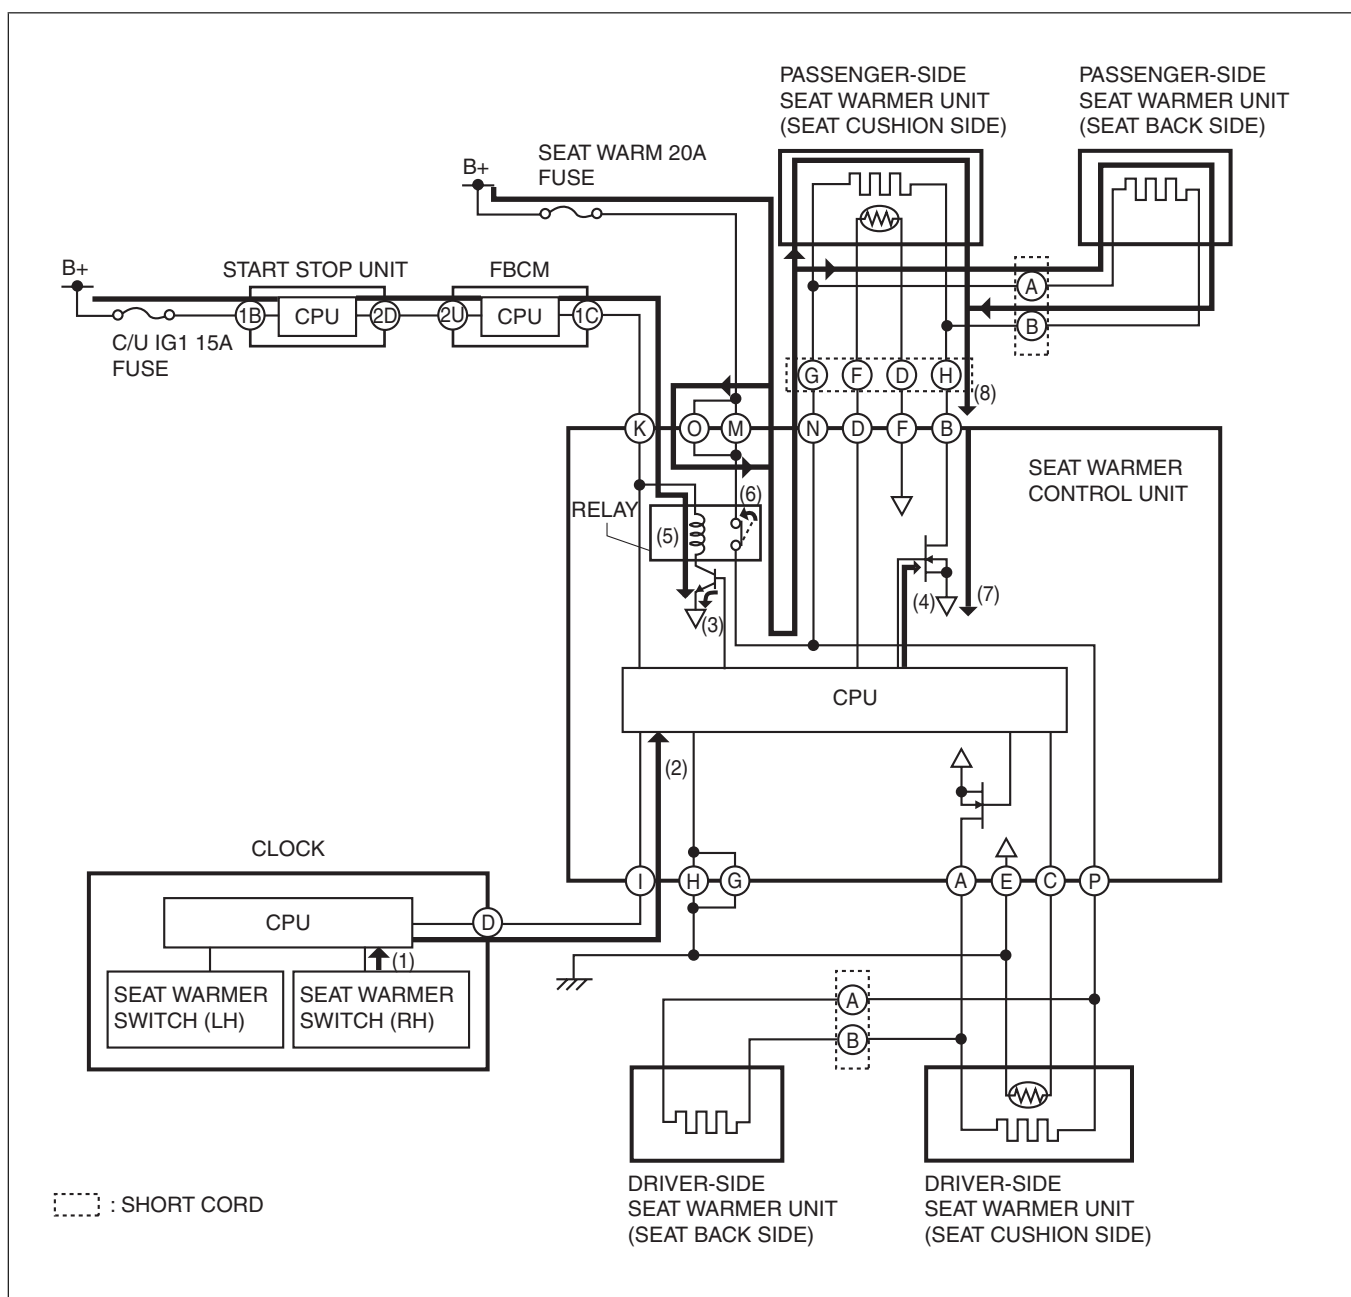 PASSENGER-SIDE
SEAT WARMER UNIT
(SEAT CUSHION SIDE)
PASSENGER-SIDE
SEAT WARMER UNIT
(SEAT BACK SIDE)
SEAT WARM 20A
FUSE
B+
B+
START STOP UNIT
FBCM
1B
CPU
2D
2U
CPU
1C
C/U IG1 15A
FUSE
A
B
G
F
D
H
(8)
K
O
M
N
D
F
B
SEAT WARMER
CONTROL UNIT
RELAY
(6)
(5)
(4)
(7)
(3)
CPU
(2)
CLOCK
I
H
G
A
E
C
P
CPU
D
(1)
SEAT WARMER
SWITCH (LH)
SEAT WARMER
SWITCH (RH)
A
B
DRIVER-SIDE
SEAT WARMER UNIT
(SEAT BACK SIDE)
DRIVER-SIDE
SEAT WARMER UNIT
(SEAT CUSHION SIDE)
: SHORT CORD